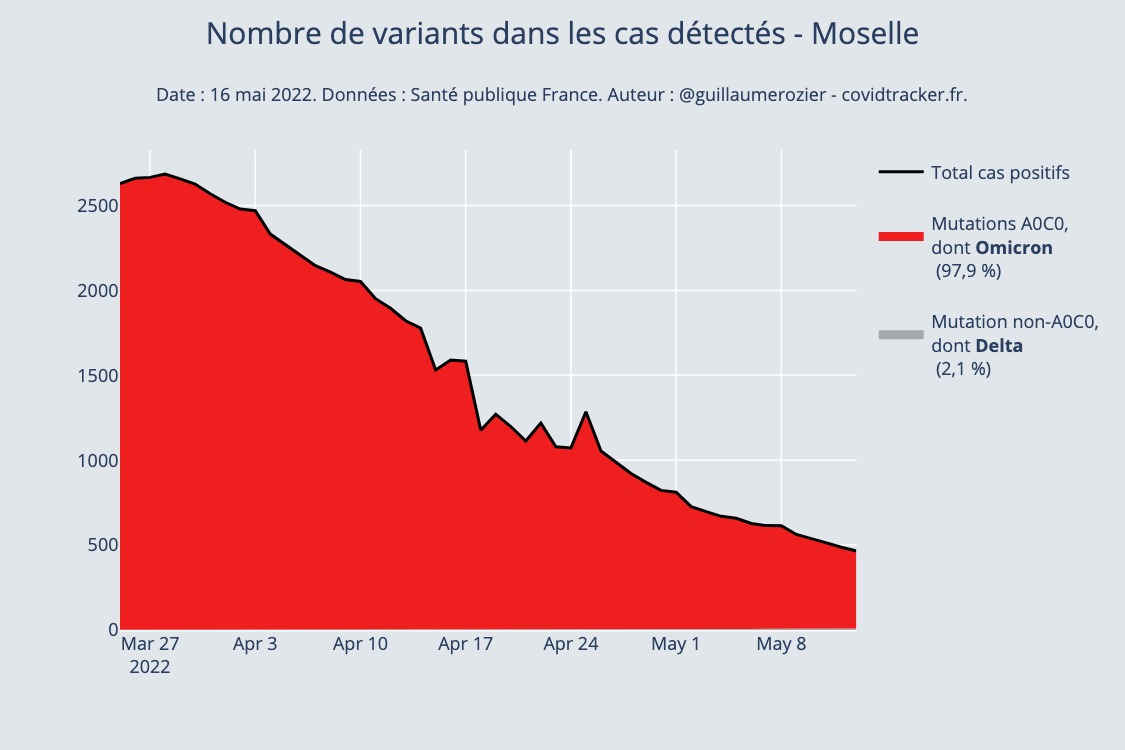 Nombre de variants dans les cas détectés - Moselle
Date : 16 mai 2022. Données : Santé publique France. Auteur : @guillaumerozier - covidtracker.fr.
Total cas positifs
Mutations A0C0,
dont Omicron
(97,9 %)
Mutation non-A0C0,
dont Delta
(2,1 %)
2500
2000
1500
1000
500
0
Mar 27 Apr 3 Apr 10 Apr 17 Apr 24 May 1 May 8
2022